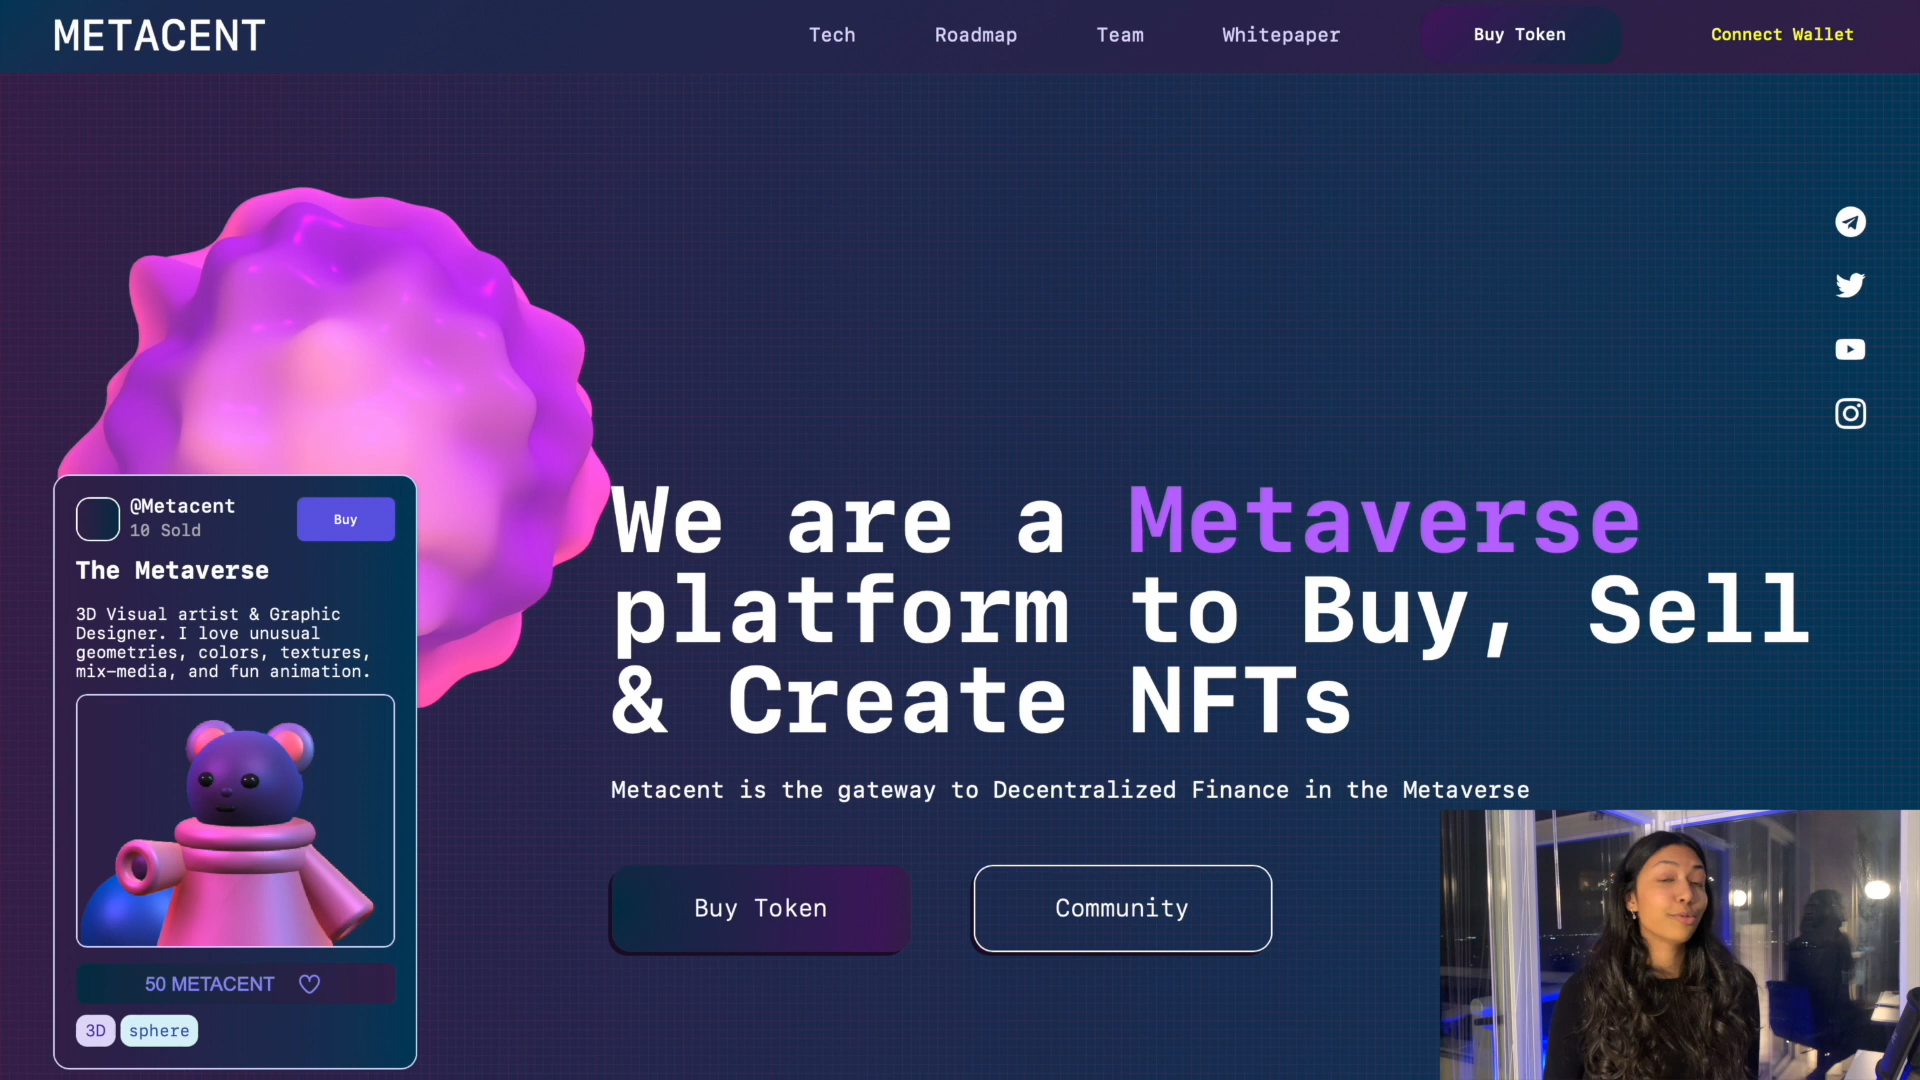 METACENT
Tech
Roadmap
Team
Whitepaper
Buy Token
Connect Wallet
@Metacent
10 Sold
Buy
The Metaverse
3D Visual artist & Graphic
Designer. I love unusual
geometries, colors, textures,
mix-media, and fun animation.
50 METACENT
3D
sphere
We are a Metaverse
platform to Buy, Sell
& Create NFTs
Metacent is the gateway to Decentralized Finance in the Metaverse
Buy Token
Community